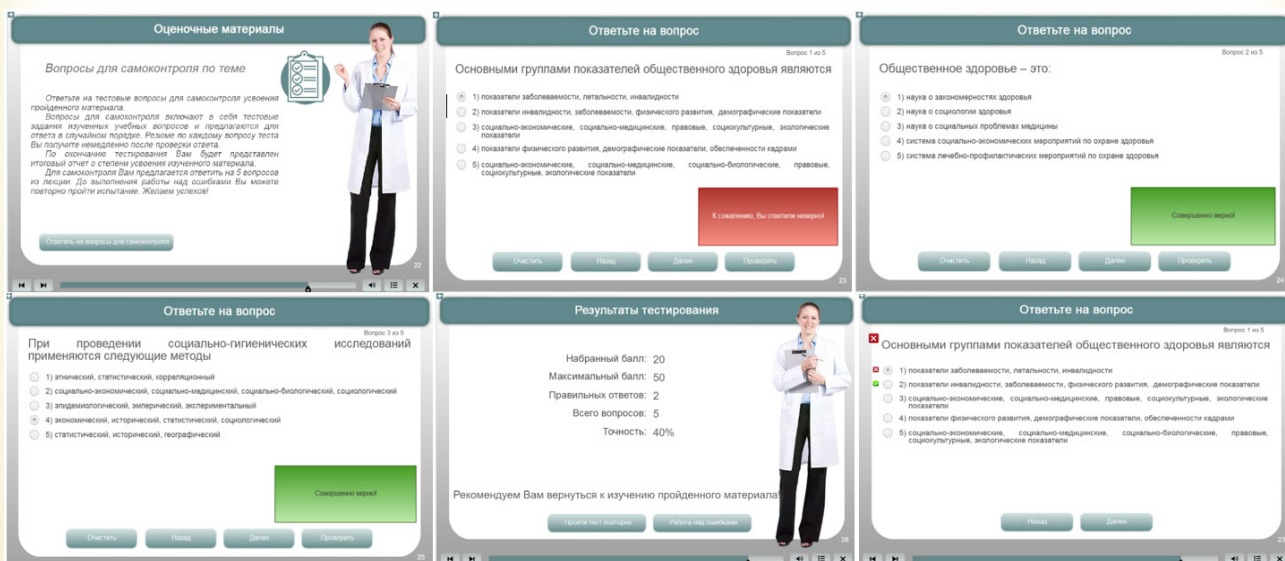 Оценочные материалы
Вопросы для самоконтроля по теме
Ответьте на тестовые вопросы для самоконтроля усвоения
пройденного материала.
Вопросы для самоконтроля включают в себя тестовые
задания изученных учебных вопросов и предлагаются для
ответа в случайном порядке. Резюме по каждому вопросу теста
Вы получите немедленно после проверки ответа.
По окончанию тестирования Вам будет представлен
итоговый отчет о степени усвоения изученного материала.
Для самоконтроля Вам предлагается ответить на 5 вопросов
из лекции. До выполнения работы над ошибками Вы можете
повторно пройти испытание. Желаем успехов!
Ответить на вопросы для самоконтроля
22
Ответьте на вопрос
Вопрос 1 из 5
Основными группами показателей общественного здоровья являются
1) показатели заболеваемости, летальности, инвалидности
2) показатели инвалидности, заболеваемости, физического развития, демографические показатели
3) социально-экономические, социально-медицинские, правовые, социокультурные, экологические
показатели
4) показатели физического развития, демографические показатели, обеспеченности кадрами
5) социально-экономические, социально-медицинские, социально-биологические, правовые,
социокультурные, экологические показатели
К сожалению, Вы ответили неверно!
Очистить Назад Далее Проверить
23
Ответьте на вопрос
Вопрос 2 из 5
Общественное здоровье – это:
1) наука о закономерностях здоровья
2) наука о социологии здоровья
3) наука о социальных проблемах медицины
4) система социально-экономических мероприятий по охране здоровья
5) система лечебно-профилактических мероприятий по охране здоровья
Совершенно верно!
Очистить Назад Далее Проверить
24
Ответьте на вопрос
Вопрос 3 из 5
При проведении социально-гигиенических исследований
применяются следующие методы
1) этнический, статистический, корреляционный
2) социально-экономический, социально-медицинский, социально-биологический, социологический
3) эпидемиологический, эмперический, экспериментальный
4) экономический, исторический, статистический, социологический
5) статистический, исторический, географический
Совершенно верно!
Очистить Назад Далее Проверить
25
Результаты тестирования
Набранный балл: 20
Максимальный балл: 50
Правильных ответов: 2
Всего вопросов: 5
Точность: 40%
Рекомендуем Вам вернуться к изучению пройденного материала!
Пройти тест повторно Работа над ошибками
28
Ответьте на вопрос
Вопрос 1 из 5
Основными группами показателей общественного здоровья являются
1) показатели заболеваемости, летальности, инвалидности
2) показатели инвалидности, заболеваемости, физического развития, демографические показатели
3) социально-экономические, социально-медицинские, правовые, социокультурные, экологические
показатели
4) показатели физического развития, демографические показатели, обеспеченности кадрами
5) социально-экономические, социально-медицинские, социально-биологические, правовые,
социокультурные, экологические показатели
Назад Далее
23